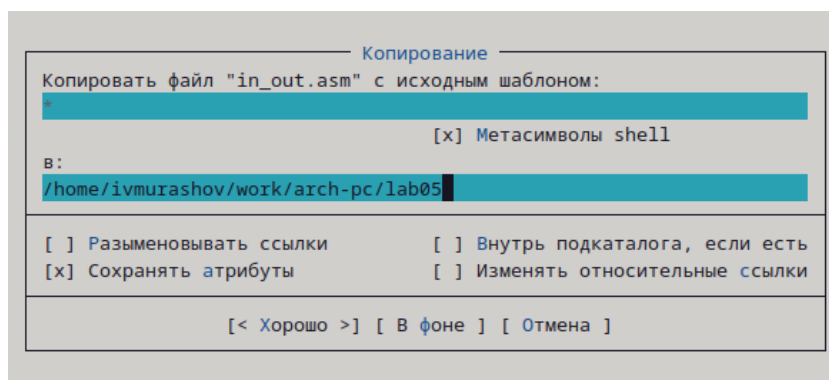 Копирование
Копировать файл "in_out.asm" с исходным шаблоном:
*
[x] Метасимволы shell
в:
/home/ivmurashov/work/arch-pc/lab05
[ ] Разыменовывать ссылки [ ] Внутрь подкаталога, если есть
[x] Сохранять атрибуты [ ] Изменять относительные ссылки
[< Хорошо >] [ В фоне ] [ Отмена ]